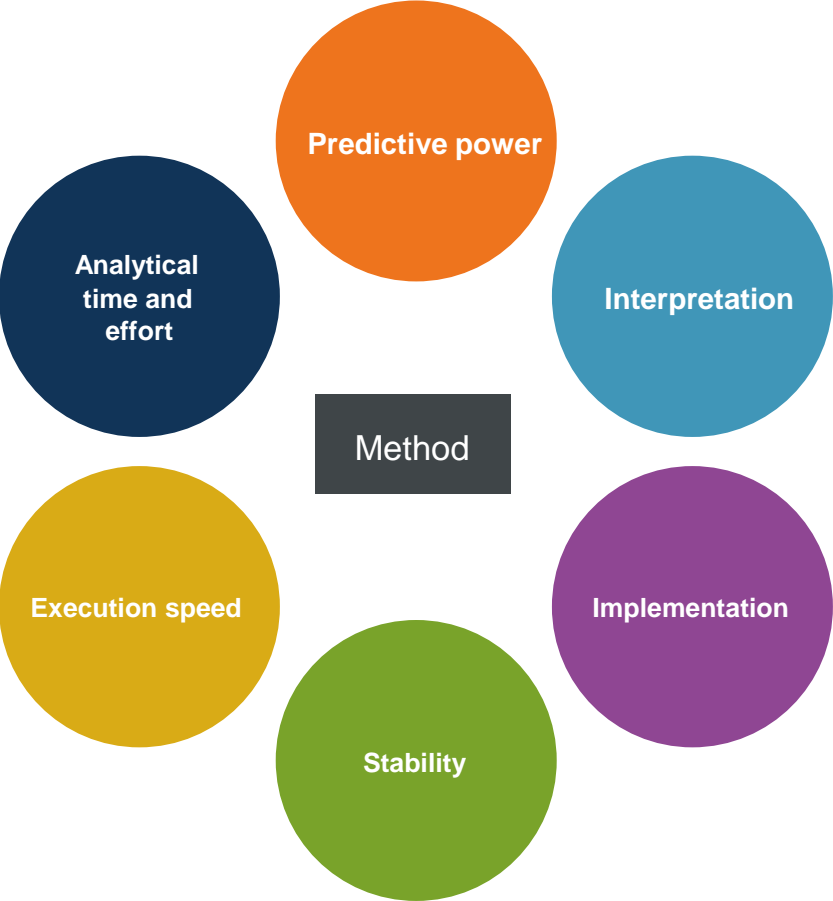 Predictive power
Analytical
time and
effort
Interpretation
Method
Execution speed
Implementation
Stability